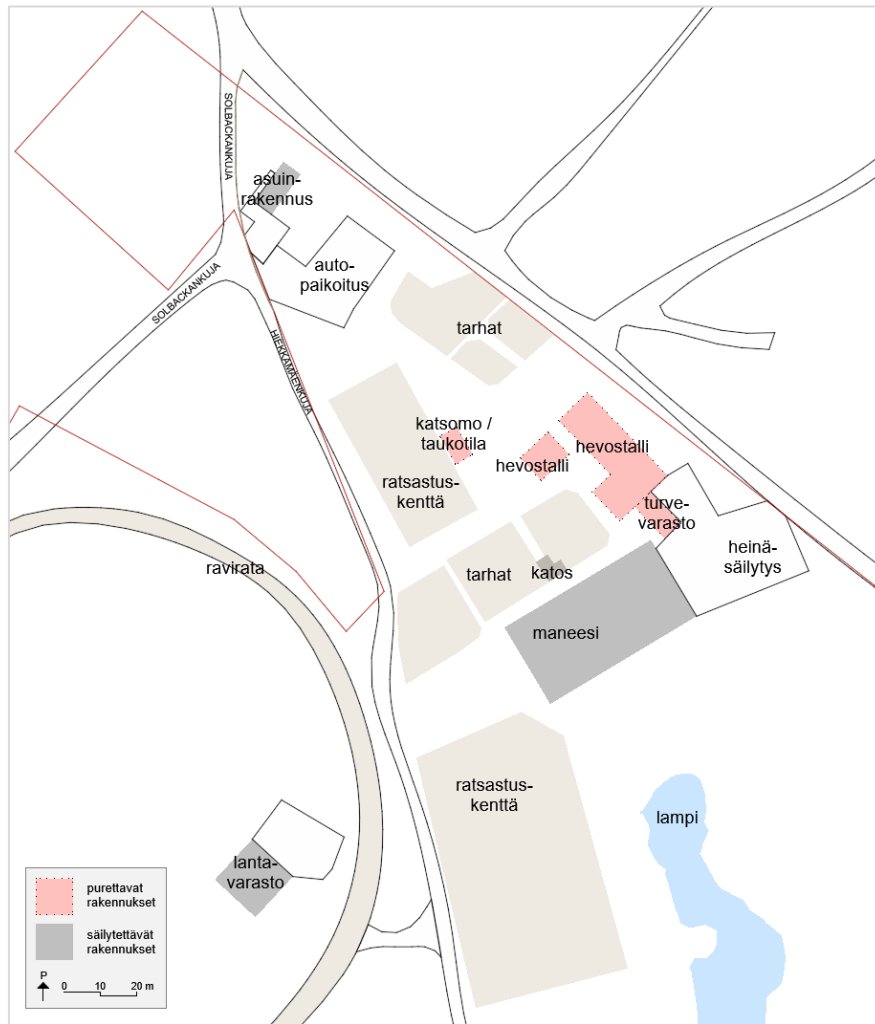 SOLBACKANKUJA
asuin-
rakennus
auto-
paikoitus
SOLBACKANKUJA
HIEKKAMÄENKUJA
tarhat
katsomo /
taukotila
hevostalli
hevostalli
ratsastus-
kenttä
turve-
varasto
heinä-
säilytys
ravirata
tarhat
katos
maneesi
ratsastus-
kenttä
lampi
lanta-
varasto
purettavat
rakennukset
säilytettävät
rakennukset
P
0 10 20 m